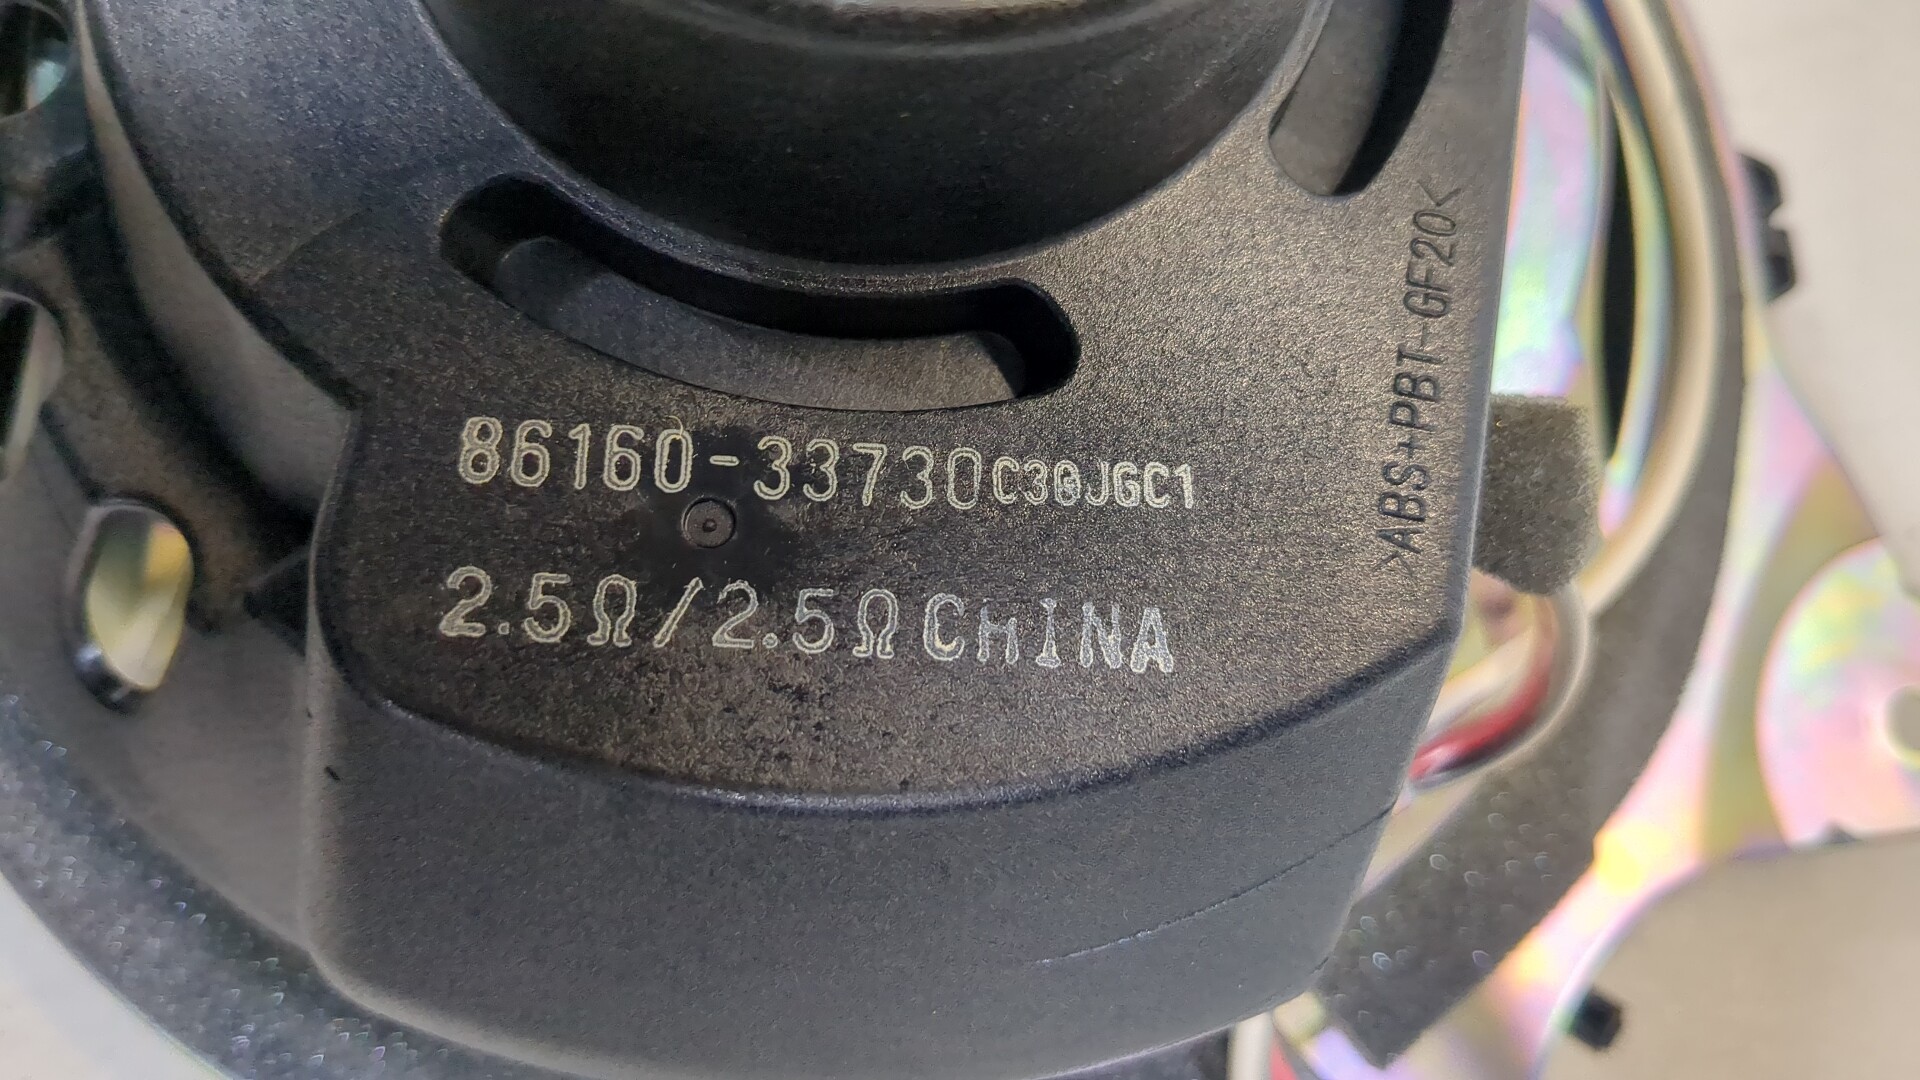 86160-33730C30JGC1
2.5Ω/2.5ΩCHINA
>ABS+PBT-GF20<